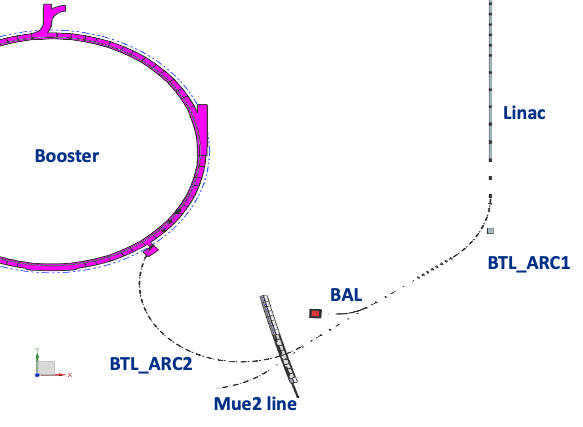 Linac
Booster
BTL_ARC1
BAL
BTL_ARC2
Mue2 line
Y
X